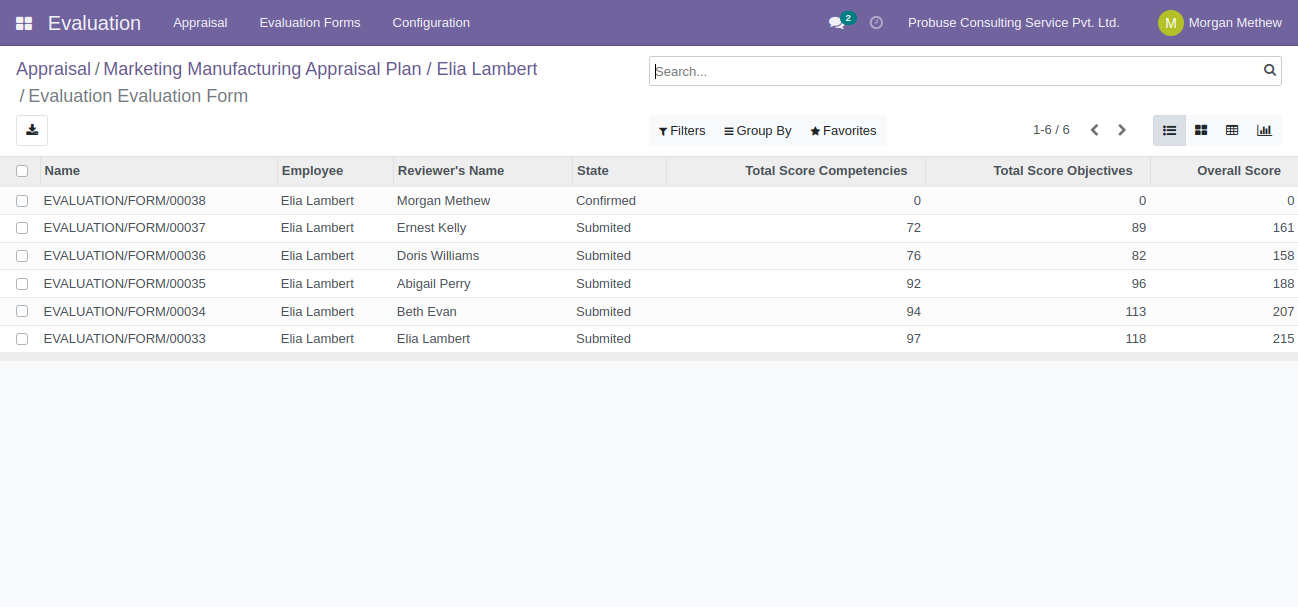 Evaluation Appraisal Evaluation Forms Configuration 2 Probuse Consulting Service Pvt. Ltd. M Morgan Methew
Appraisal / Marketing Manufacturing Appraisal Plan / Elia Lambert
/ Evaluation Evaluation Form
Search...
Filters Group By Favorites 1-6 / 6
Name Employee Reviewer's Name State Total Score Competencies Total Score Objectives Overall Score
EVALUATION/FORM/00038 Elia Lambert Morgan Methew Confirmed 0 0 0
EVALUATION/FORM/00037 Elia Lambert Ernest Kelly Submited 72 89 161
EVALUATION/FORM/00036 Elia Lambert Doris Williams Submited 76 82 158
EVALUATION/FORM/00035 Elia Lambert Abigail Perry Submited 92 96 188
EVALUATION/FORM/00034 Elia Lambert Beth Evan Submited 94 113 207
EVALUATION/FORM/00033 Elia Lambert Elia Lambert Submited 97 118 215